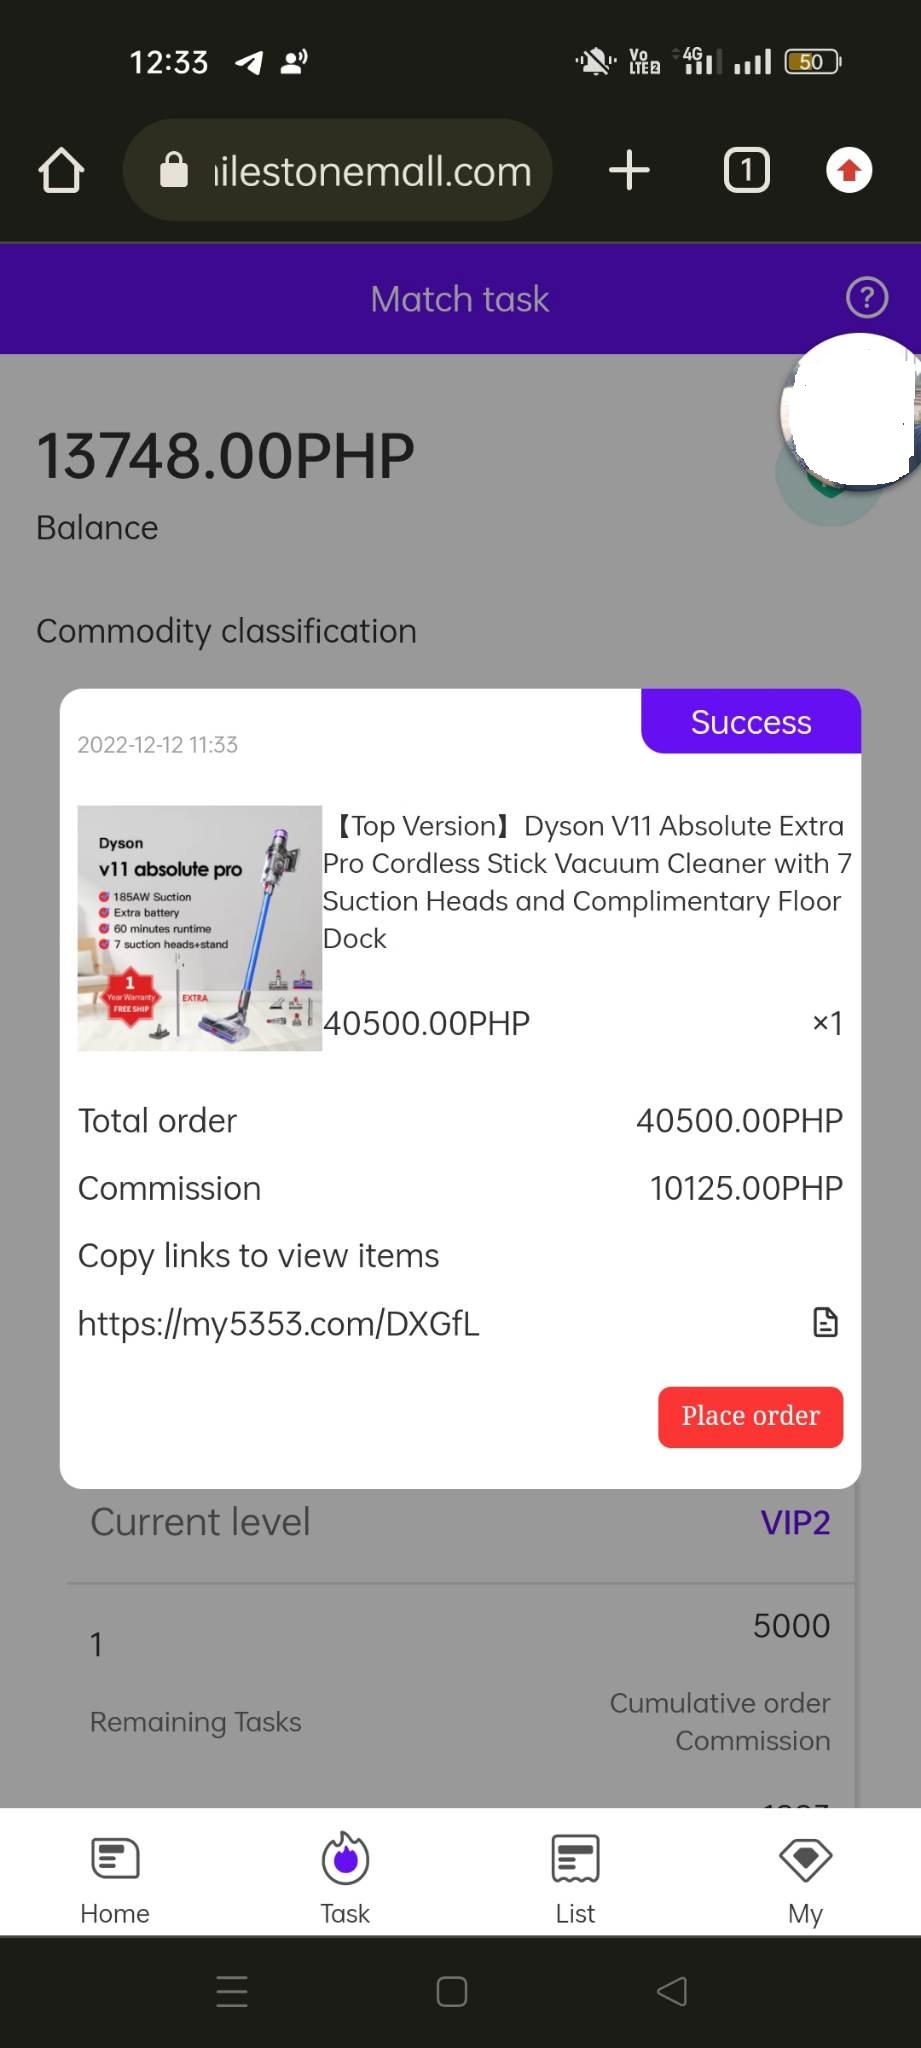 12:33
Vo LTE2 4G 50
ilestonemall.com
1
Match task
?
13748.00PHP
Balance
Commodity classification
Success
2022-12-12 11:33
Dyson
v11 absolute pro
185AW Suction
Extra battery
60 minutes runtime
7 suction heads+stand
1
Year Warranty
FREE SHIP
EXTRA
【Top Version】Dyson V11 Absolute Extra
Pro Cordless Stick Vacuum Cleaner with 7
Suction Heads and Complimentary Floor
Dock
40500.00PHP ×1
Total order 40500.00PHP
Commission 10125.00PHP
Copy links to view items
https://my5353.com/DXGfL
Place order
Current level VIP2
1 5000
Remaining Tasks Cumulative order
Commission
Home Task List My